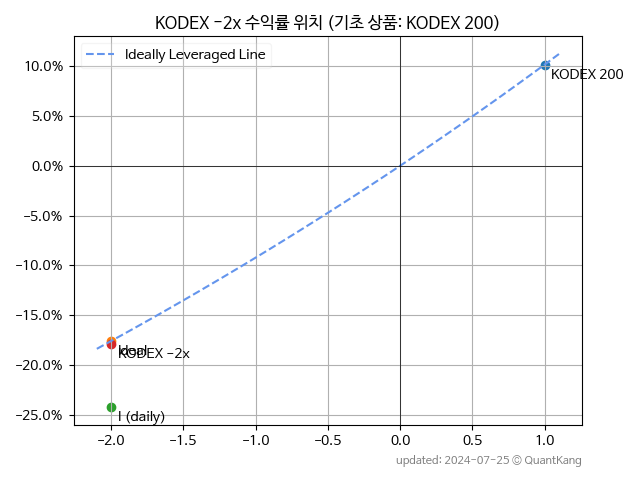 KODEX -2x 수익률 위치 (기초 상품: KODEX 200)
Ideally Leveraged Line
10.0%
5.0%
0.0%
-5.0%
-10.0%
-15.0%
-20.0%
-25.0%
KODEX 200
Ideal
KODEX -2x
I (daily)
-2.0
-1.5
-1.0
-0.5
0.0
0.5
1.0
updated: 2024-07-25 © QuantKang